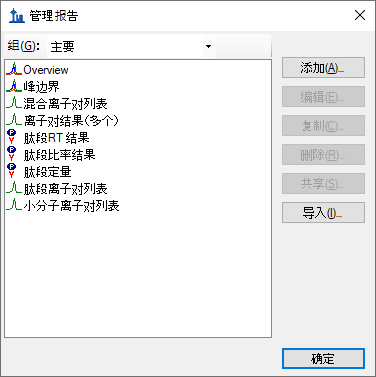 管理报告
组(G): 主要
Overview
峰边界
混合离子对列表
离子对结果(多个)
肽段RT 结果
肽段比率结果
肽段定量
肽段离子对列表
小分子离子对列表
添加(A)...
编辑(E)...
复制(C)...
删除(R)...
共享(S)...
导入(I)...
确定